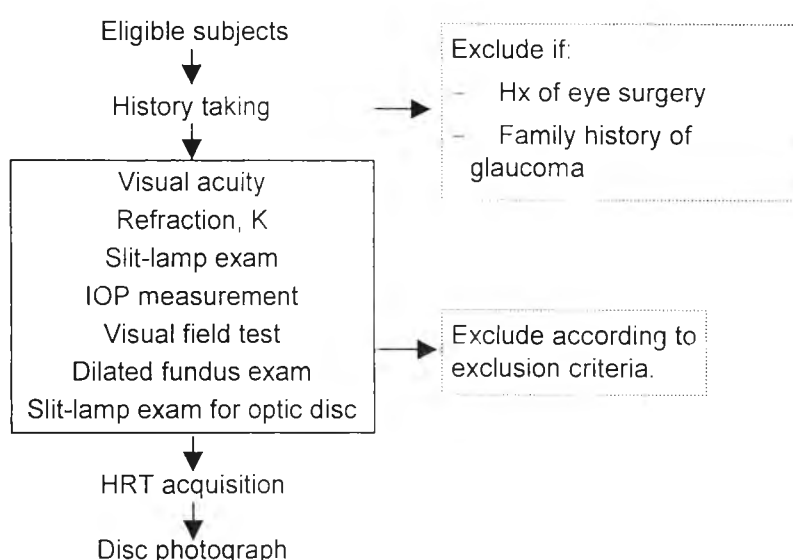 Eligible subjects
History taking
Exclude if:
- Hx of eye surgery
- Family history of
glaucoma
Visual acuity
Refraction, K
Slit-lamp exam
IOP measurement
Visual field test
Dilated fundus exam
Slit-lamp exam for optic disc
Exclude according to
exclusion criteria.
HRT acquisition
Disc photograph